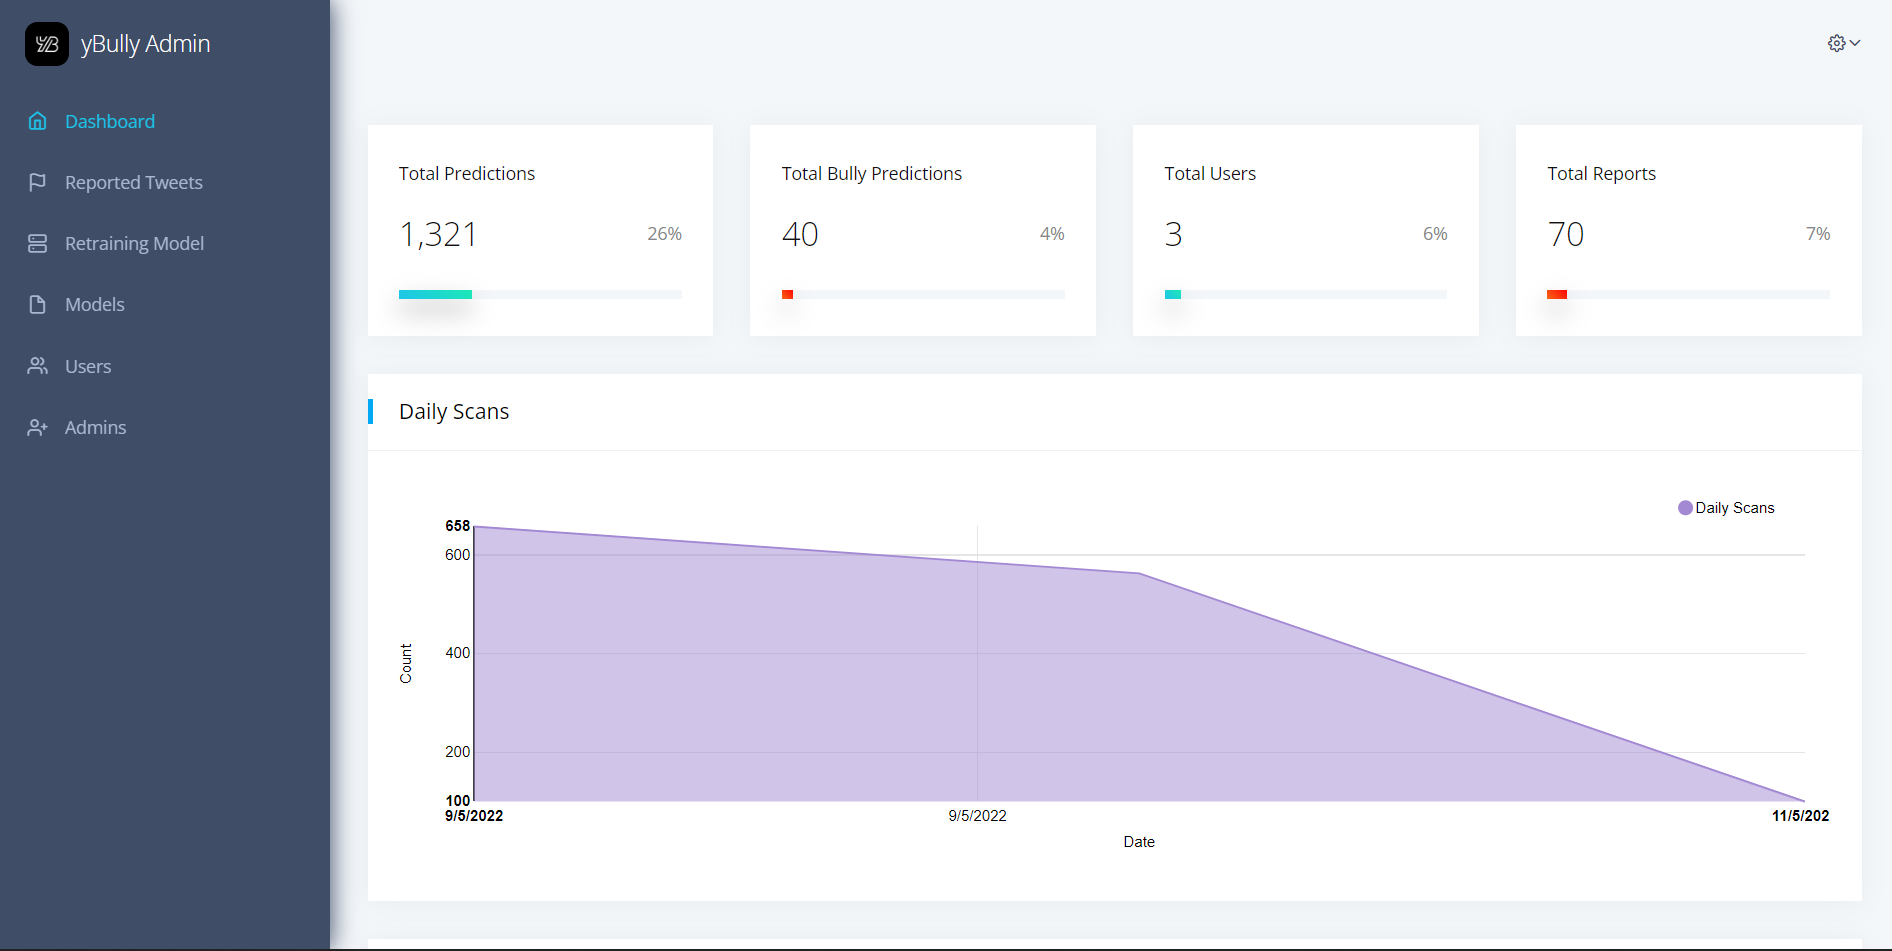 YB yBully Admin
Dashboard
Reported Tweets
Retraining Model
Models
Users
Admins
Total Predictions
1,321 26%
Total Bully Predictions
40 4%
Total Users
3 6%
Total Reports
70 7%
Daily Scans
Daily Scans
658
600
400
200
100
Count
9/5/2022 9/5/2022 11/5/202
Date